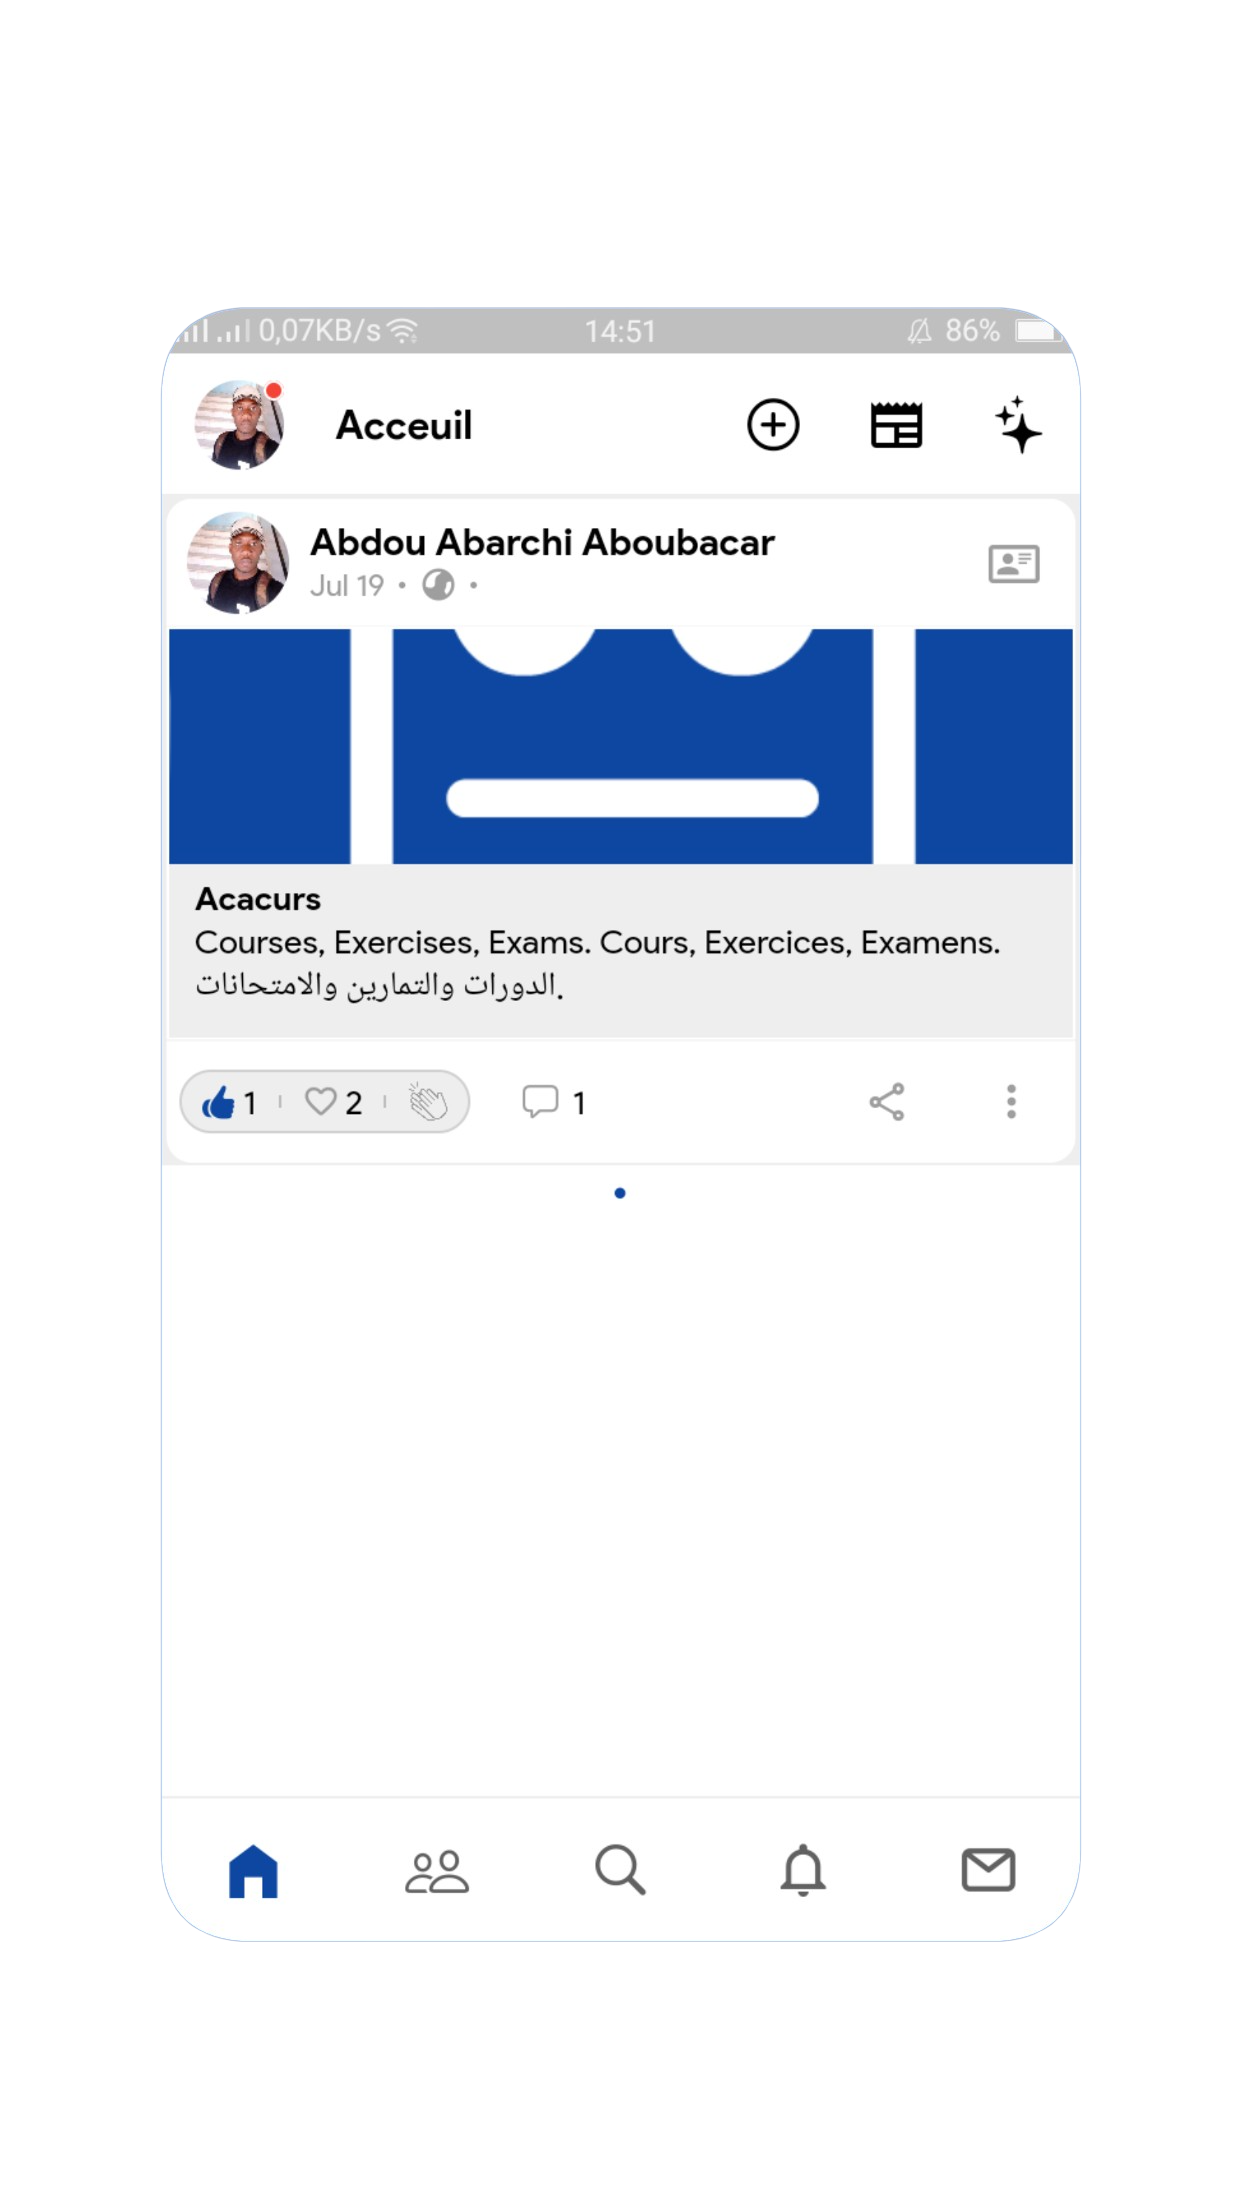 0,07KB/s 14:51 86%
Acceuil
Abdou Abarchi Aboubacar
Jul 19 • •
Acacurs
Courses, Exercises, Exams. Cours, Exercices, Examens.
الدورات والتمارين والامتحانات.
1 2 1